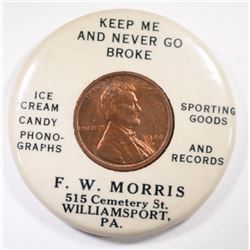 KEEP ME
AND NEVER GO
BROKE
ICE
CREAM
CANDY
PHONO-
GRAPHS
SPORTING
GOODS
AND
RECORDS
F. W. MORRIS
515 Cemetery St.
WILLIAMSPORT,
PA.